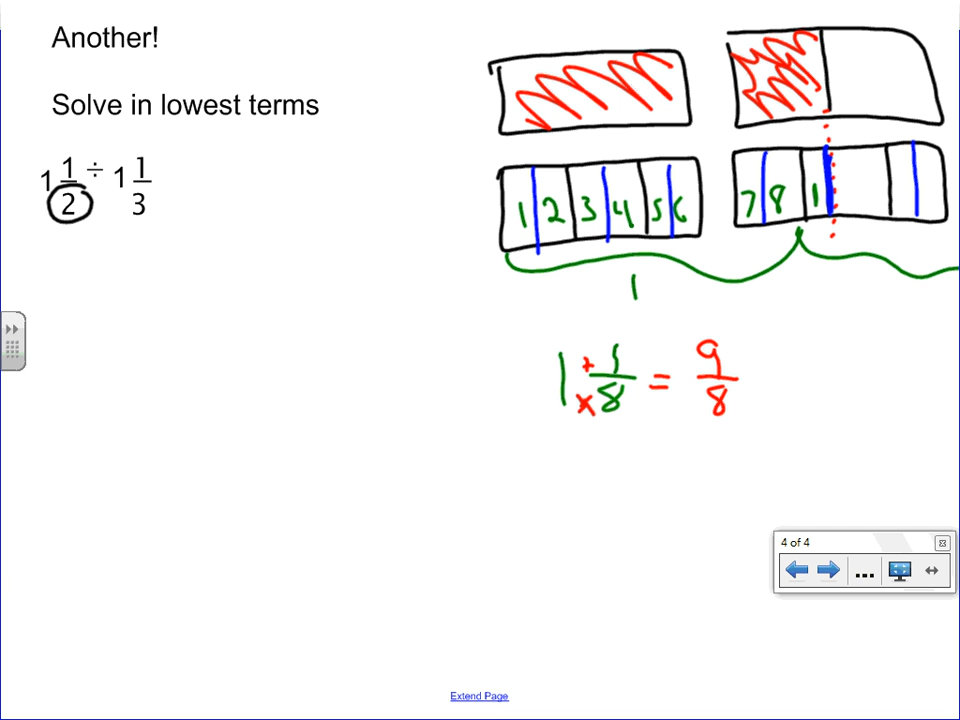 Another!
Solve in lowest terms
1 1/2 ÷ 1 1/3
1 2 3 4 5 6 7 8 1
1
1 + 1/8 × = 9/8
4 of 4
...
Extend Page